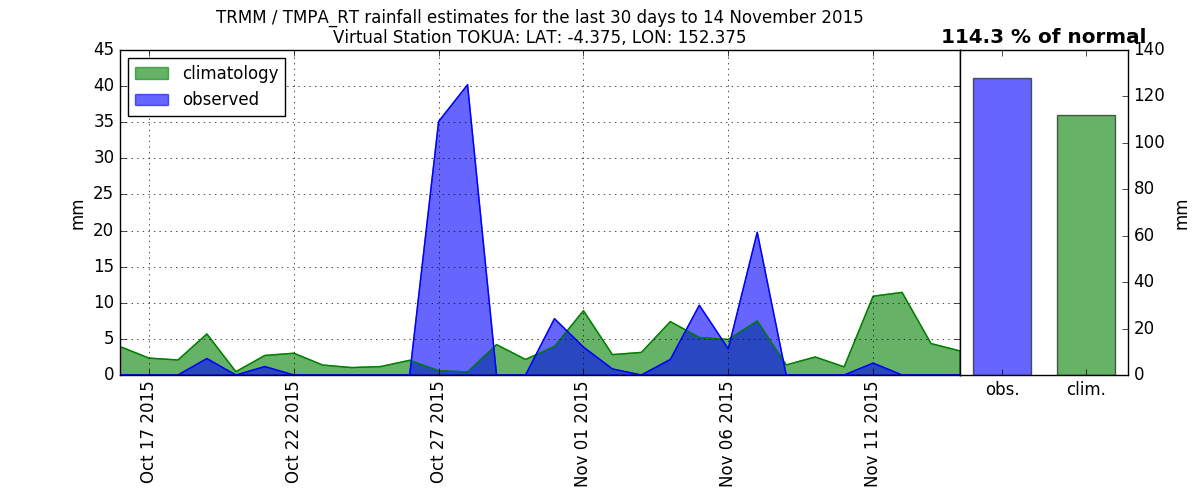 TRMM / TMPA_RT rainfall estimates for the last 30 days to 14 November 2015
Virtual Station TOKUA: LAT: -4.375, LON: 152.375
114.3 % of normal
climatology
observed
45
40
35
30
25
20
15
10
5
0
mm
Oct 17 2015
Oct 22 2015
Oct 27 2015
Nov 01 2015
Nov 06 2015
Nov 11 2015
140
120
100
80
60
40
20
0
mm
obs.
clim.